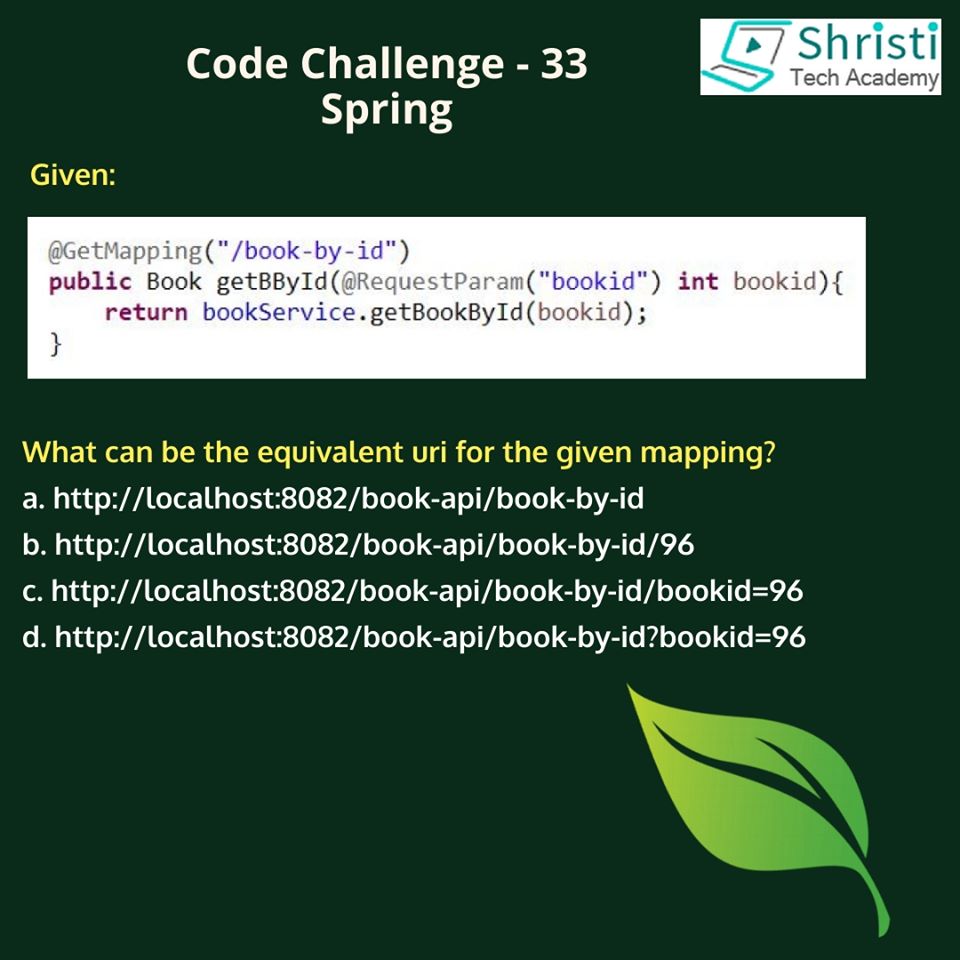 Code Challenge - 33
Spring
Shristi
Tech Academy
Given:
@GetMapping("/book-by-id")
public Book getBById(@RequestParam("bookid") int bookid){
    return bookService.getBookById(bookid);
}
What can be the equivalent uri for the given mapping?
a. http://localhost:8082/book-api/book-by-id
b. http://localhost:8082/book-api/book-by-id/96
c. http://localhost:8082/book-api/book-by-id/bookid=96
d. http://localhost:8082/book-api/book-by-id?bookid=96